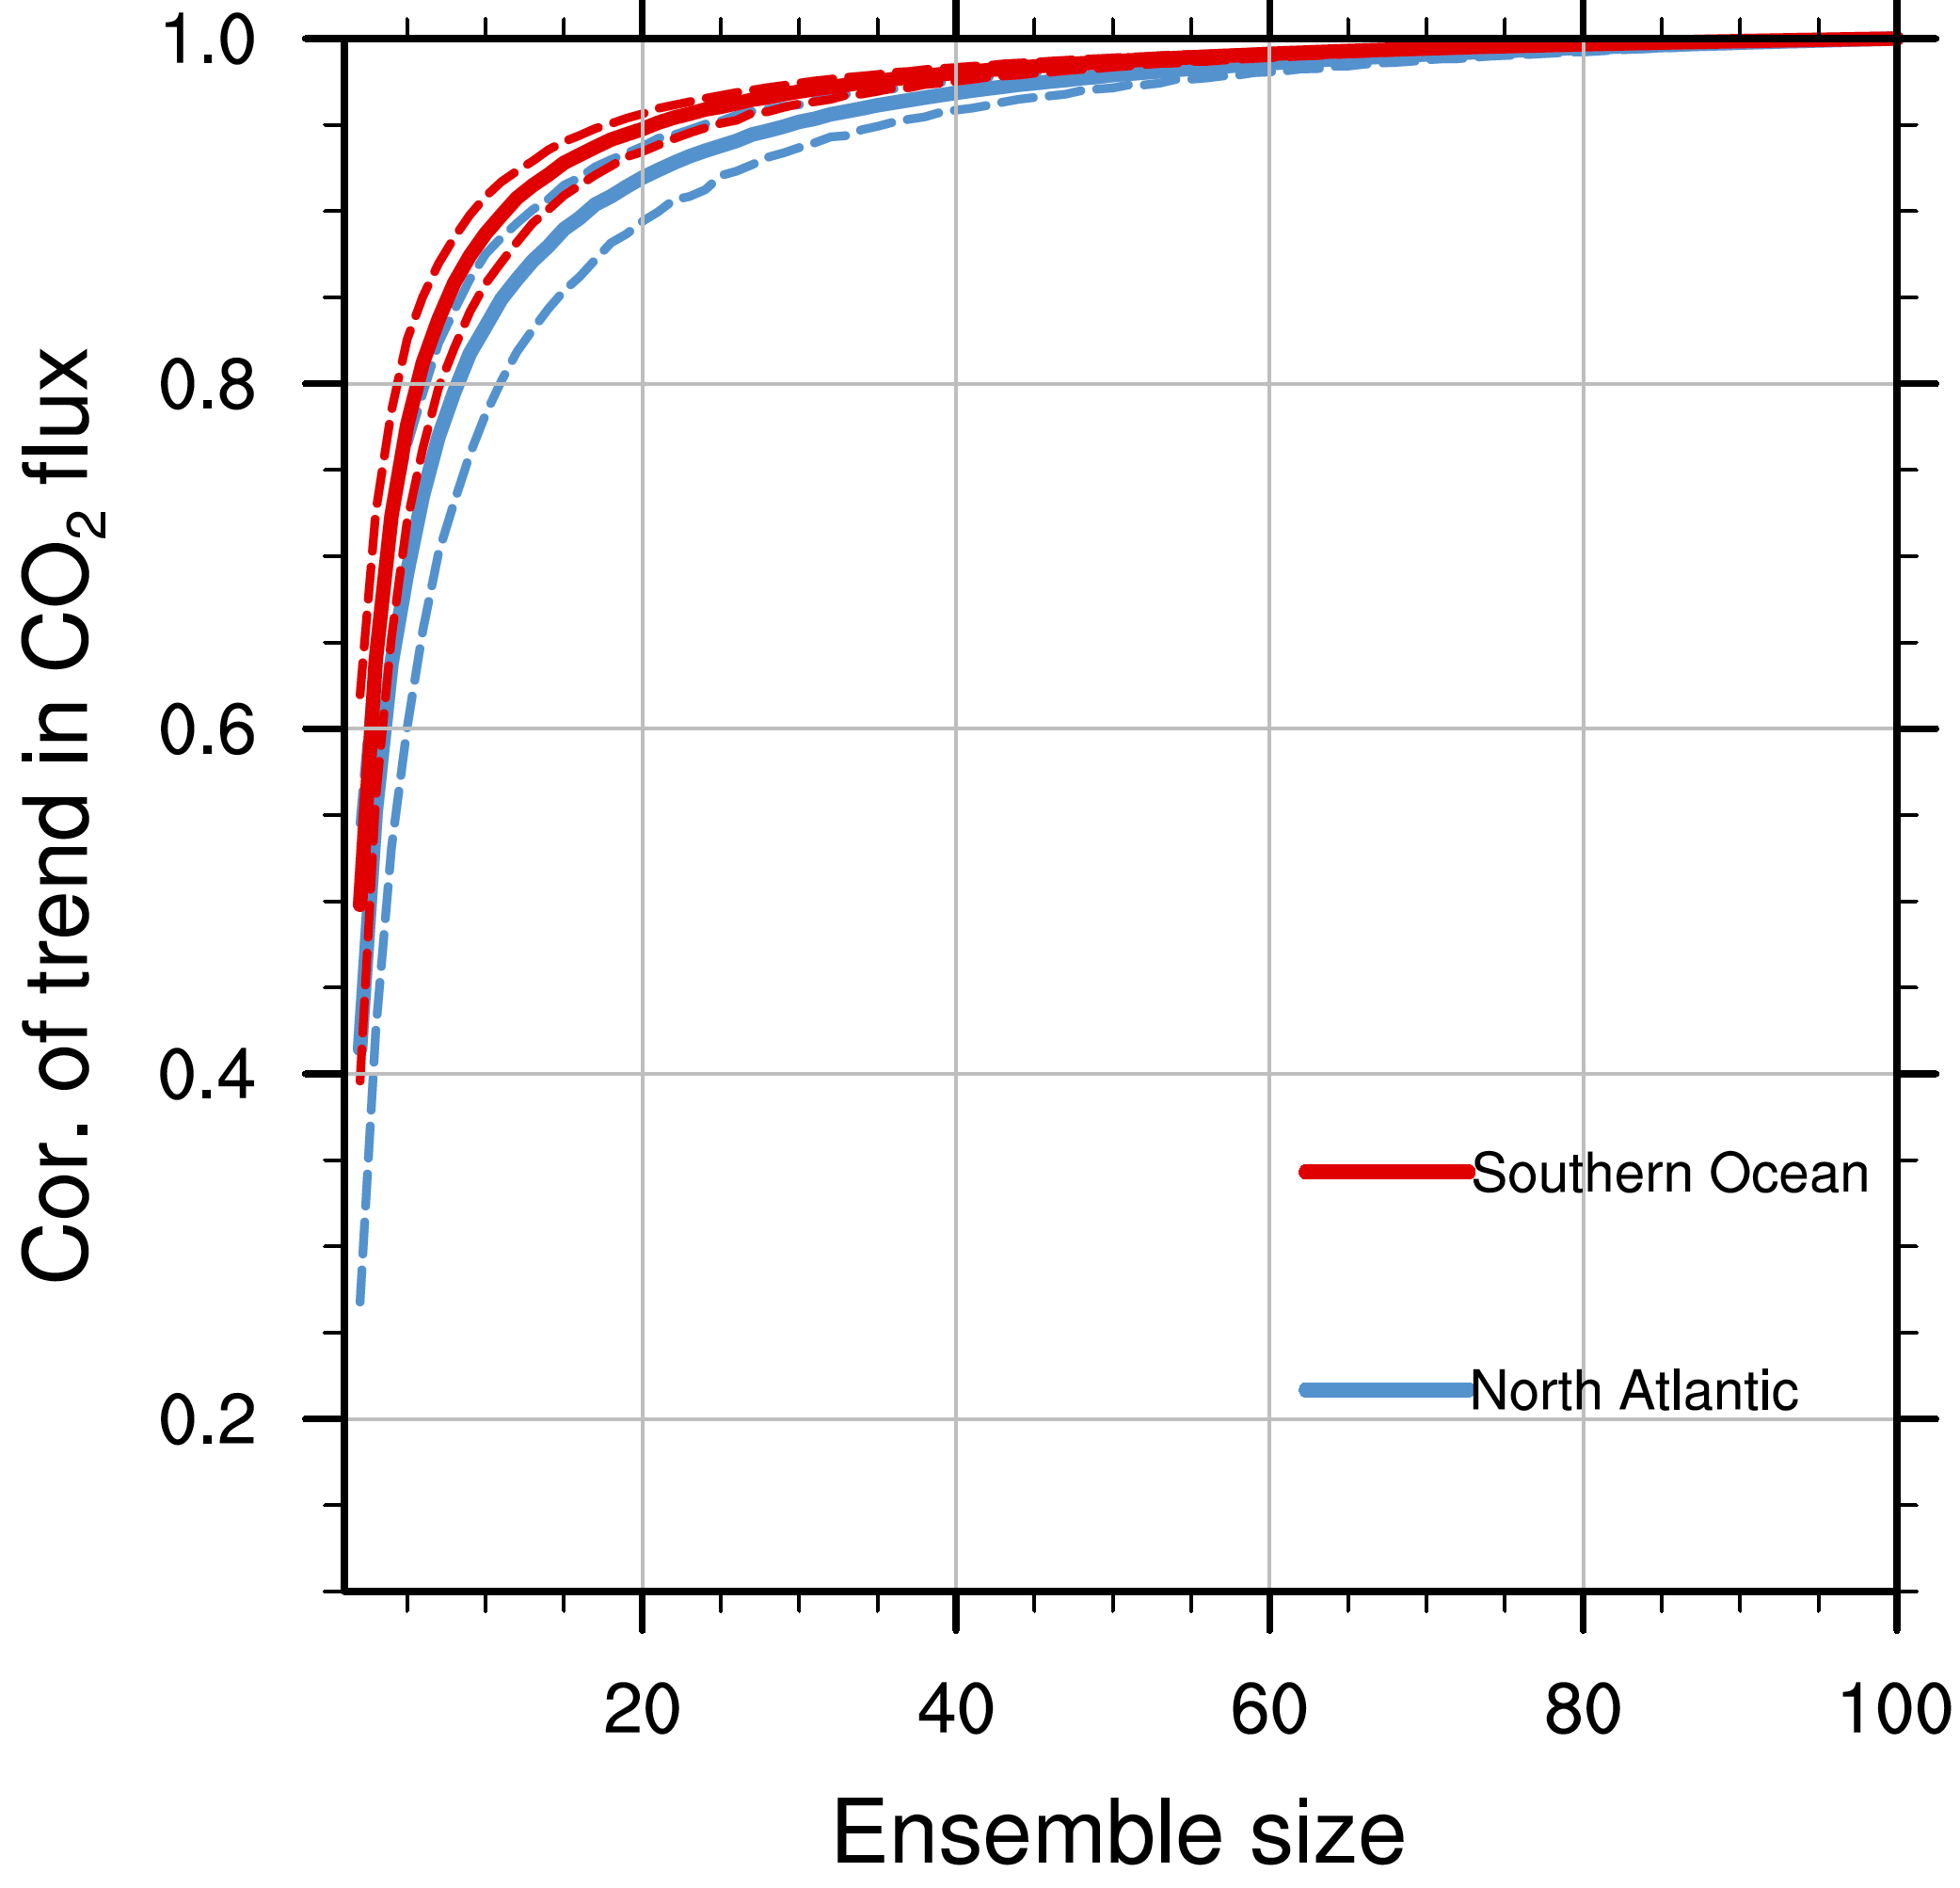 Cor. of trend in CO₂ flux
1.0
0.8
0.6
0.4
0.2
Southern Ocean
North Atlantic
20 40 60 80 100
Ensemble size